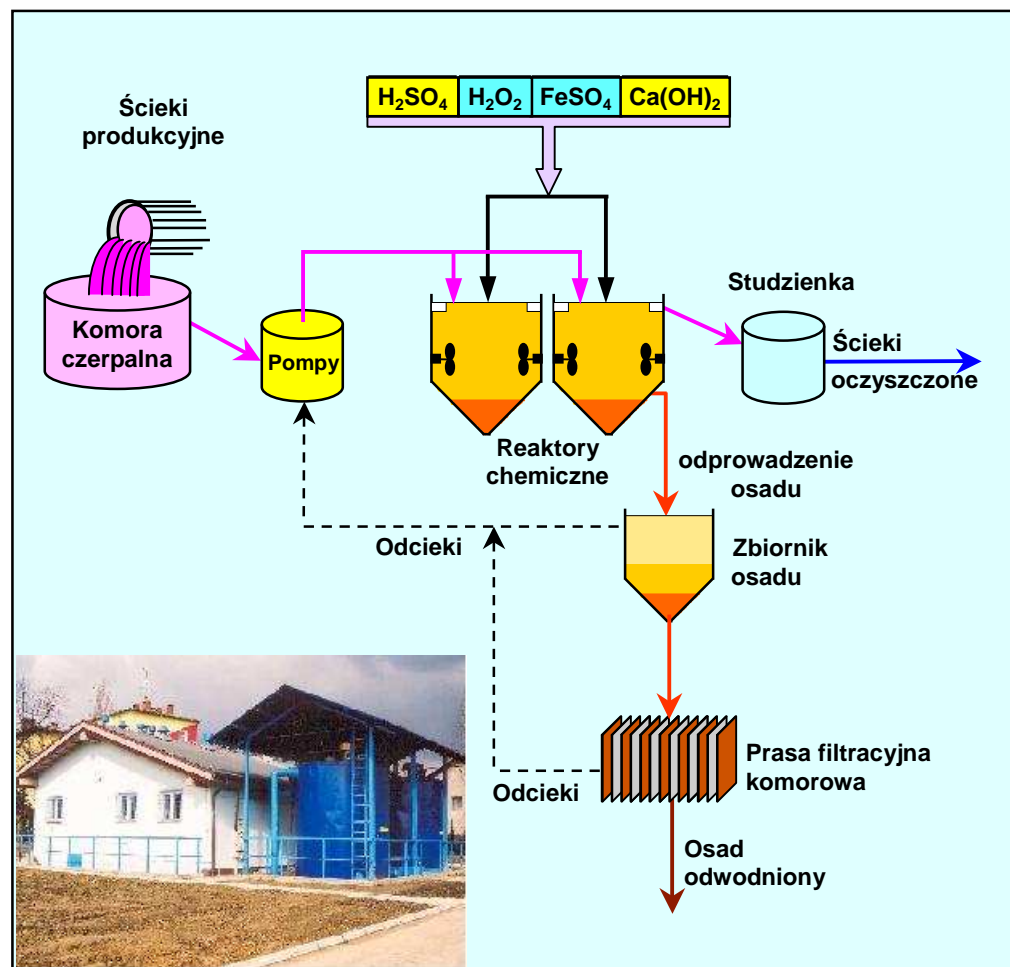 H₂SO₄ H₂O₂ FeSO₄ Ca(OH)₂
Ścieki
produkcyjne
Komora
czerpalna
Pompy
Studzienka
Ścieki
oczyszczone
Reaktory
chemiczne
odprowadzenie
osadu
Odcieki
Zbiornik
osadu
Odcieki
Prasa filtracyjna
komorowa
Osad
odwodniony